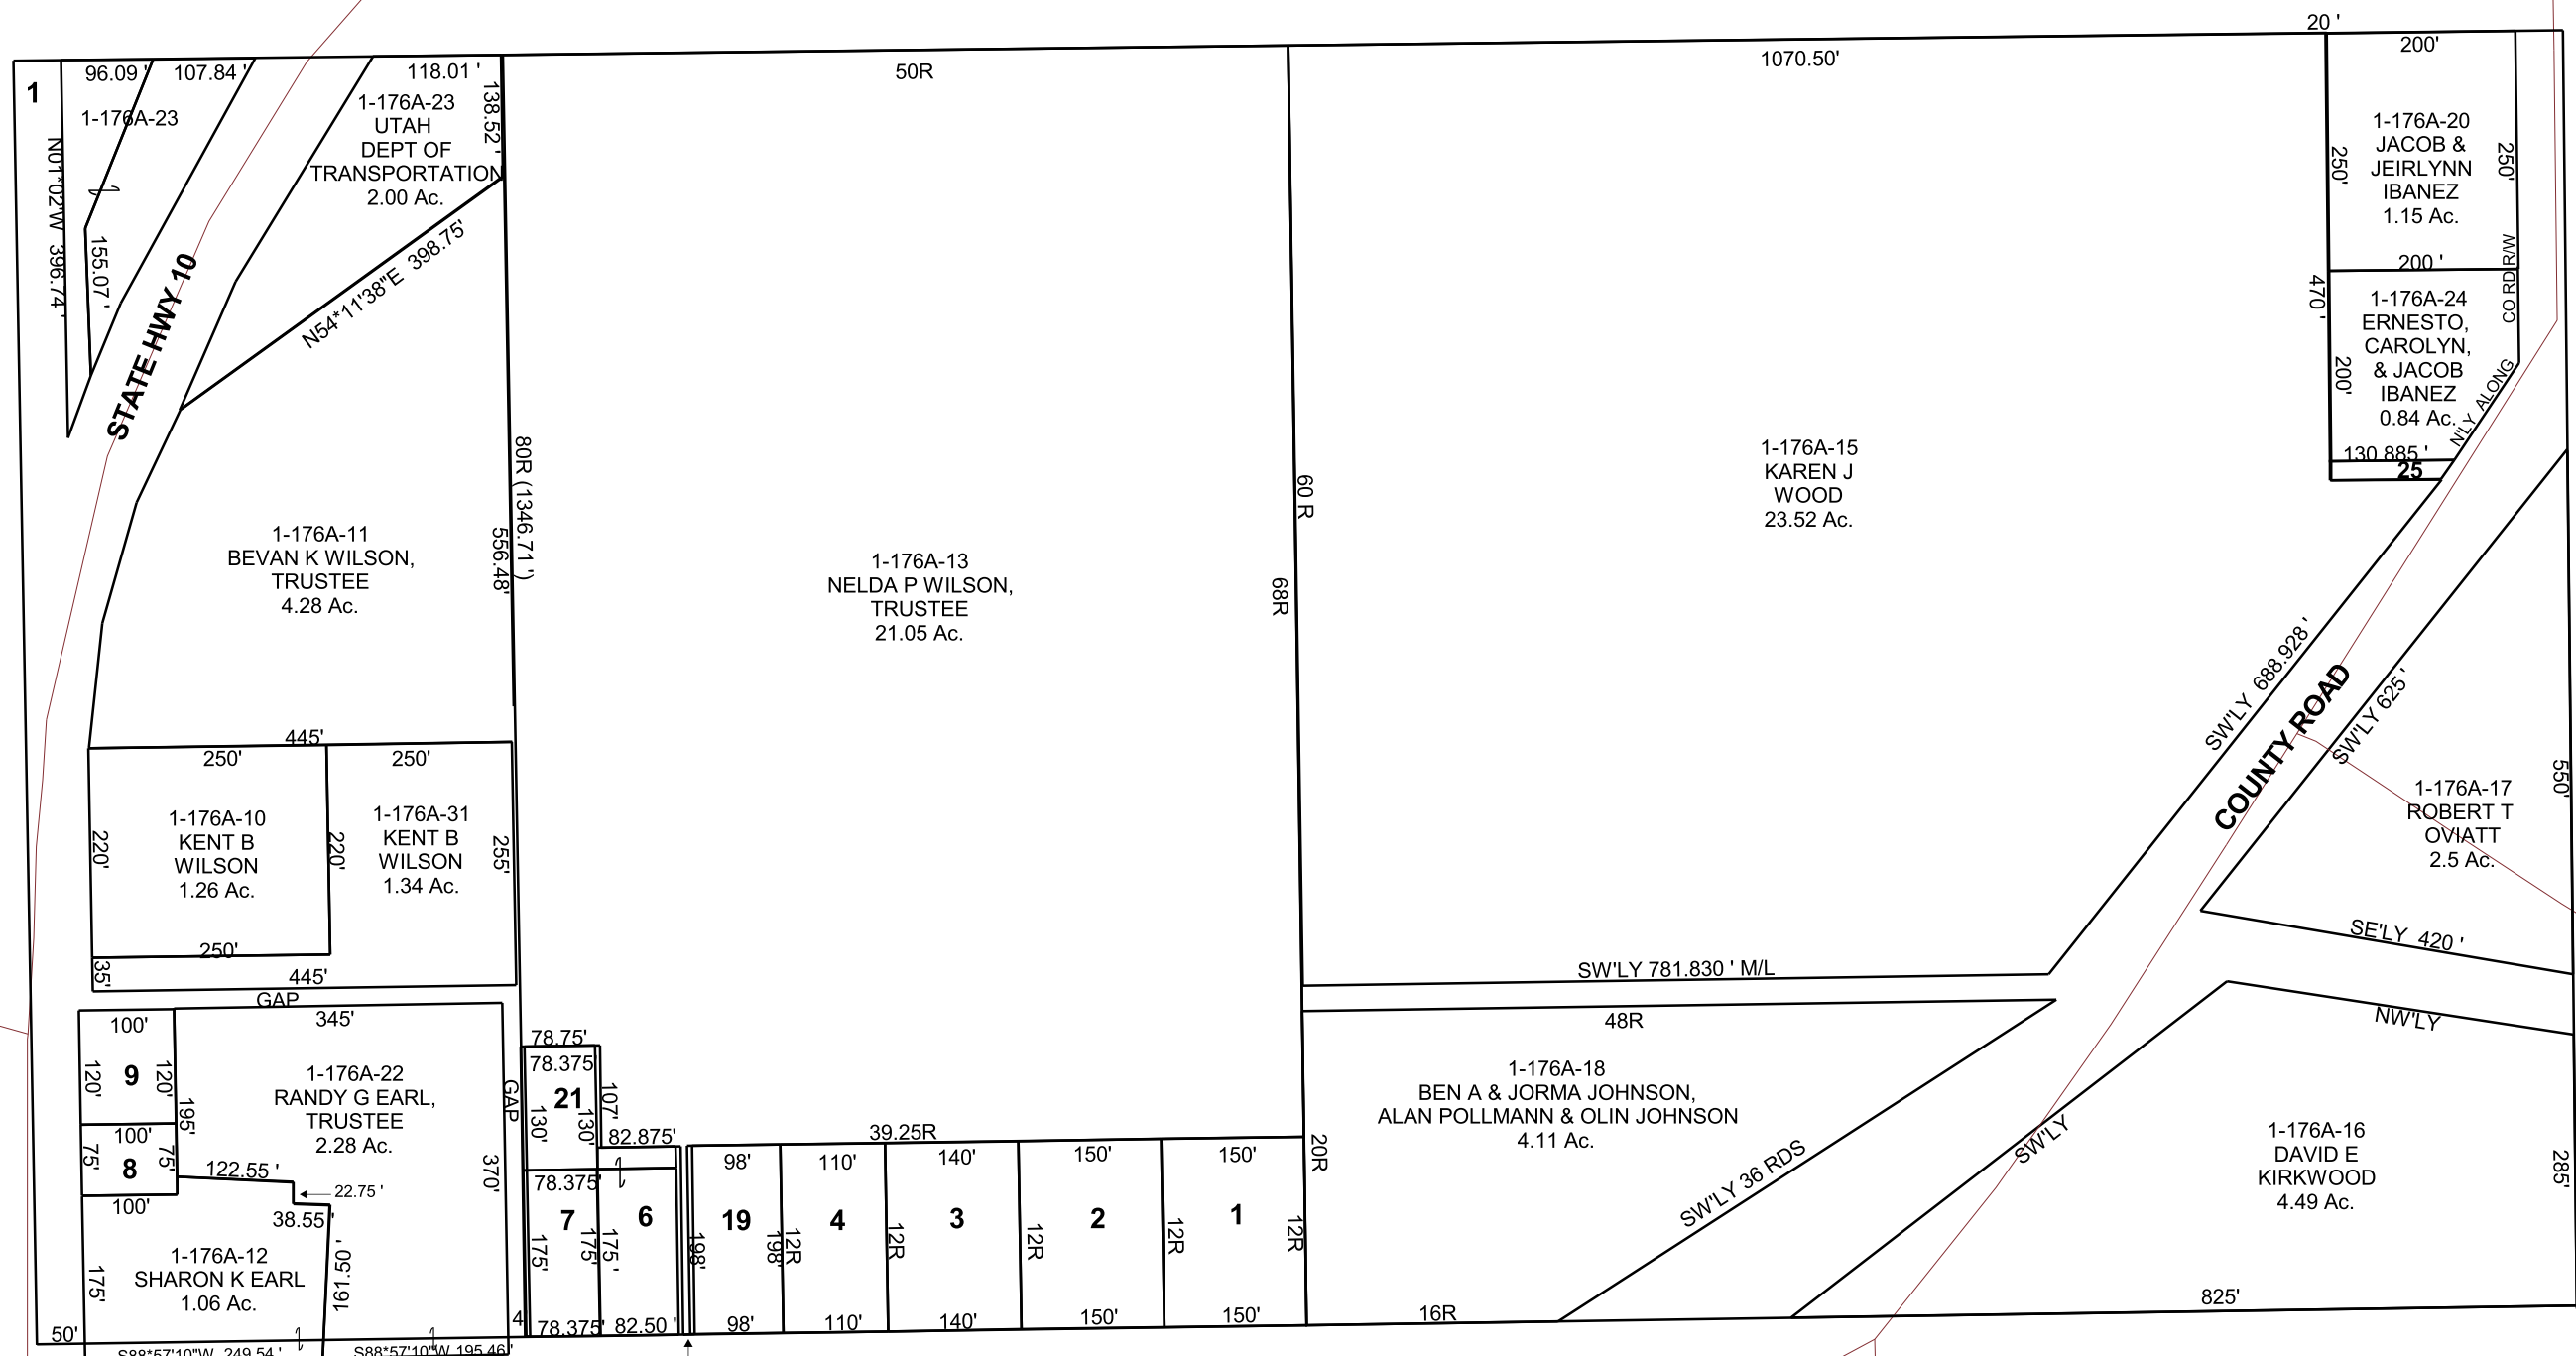 20 '
1
96.09 '
107.84 '
118.01 '
50R
1070.50'
200'
1-176A-23
1-176A-23
UTAH
DEPT OF
TRANSPORTATION
2.00 Ac.
138.52 '
N01*02'W 396.74 '
155.07 '
STATE HWY 10
N54*11'38"E 398.75'
1-176A-20
JACOB &
JEIRLYNN
IBANEZ
1.15 Ac.
250'
250'
CO RD R/W
200 '
470 '
1-176A-24
ERNESTO,
CAROLYN,
& JACOB
IBANEZ
0.84 Ac.
200'
N'LY ALONG
130.885 '
25
80R (1346.71 ')
556.48'
1-176A-11
BEVAN K WILSON,
TRUSTEE
4.28 Ac.
1-176A-13
NELDA P WILSON,
TRUSTEE
21.05 Ac.
60 R
68R
1-176A-15
KAREN J
WOOD
23.52 Ac.
SW'LY 688.928 '
COUNTY ROAD
SW'LY 625 '
550'
1-176A-17
ROBERT T
OVIATT
2.5 Ac.
SE'LY 420 '
445'
250'
250'
1-176A-10
KENT B
WILSON
1.26 Ac.
220'
220'
1-176A-31
KENT B
WILSON
1.34 Ac.
255'
250'
35'
445'
GAP
SW'LY 781.830 ' M/L
48R
NW'LY
100'
345'
120'
9
120'
195'
1-176A-22
RANDY G EARL,
TRUSTEE
2.28 Ac.
GAP
370'
100'
75'
8
75'
122.55 '
22.75 '
100'
38.55 '
1-176A-12
SHARON K EARL
1.06 Ac.
175'
161.50 '
78.75'
78.375'
21
130'
130'
107'
82.875'
39.25R
78.375'
7
175'
175'
6
175 '
198'
98'
19
198'
110'
12R
4
140'
12R
3
150'
12R
2
150'
12R
1
12R
20R
1-176A-18
BEN A & JORMA JOHNSON,
ALAN POLLMANN & OLIN JOHNSON
4.11 Ac.
SW'LY 36 RDS
SW'LY
1-176A-16
DAVID E
KIRKWOOD
4.49 Ac.
285'
50'
4
78.375'
82.50 '
98'
110'
140'
150'
150'
16R
825'
S88*57'10"W 249.54 '
S88*57'10"W 195.46 '